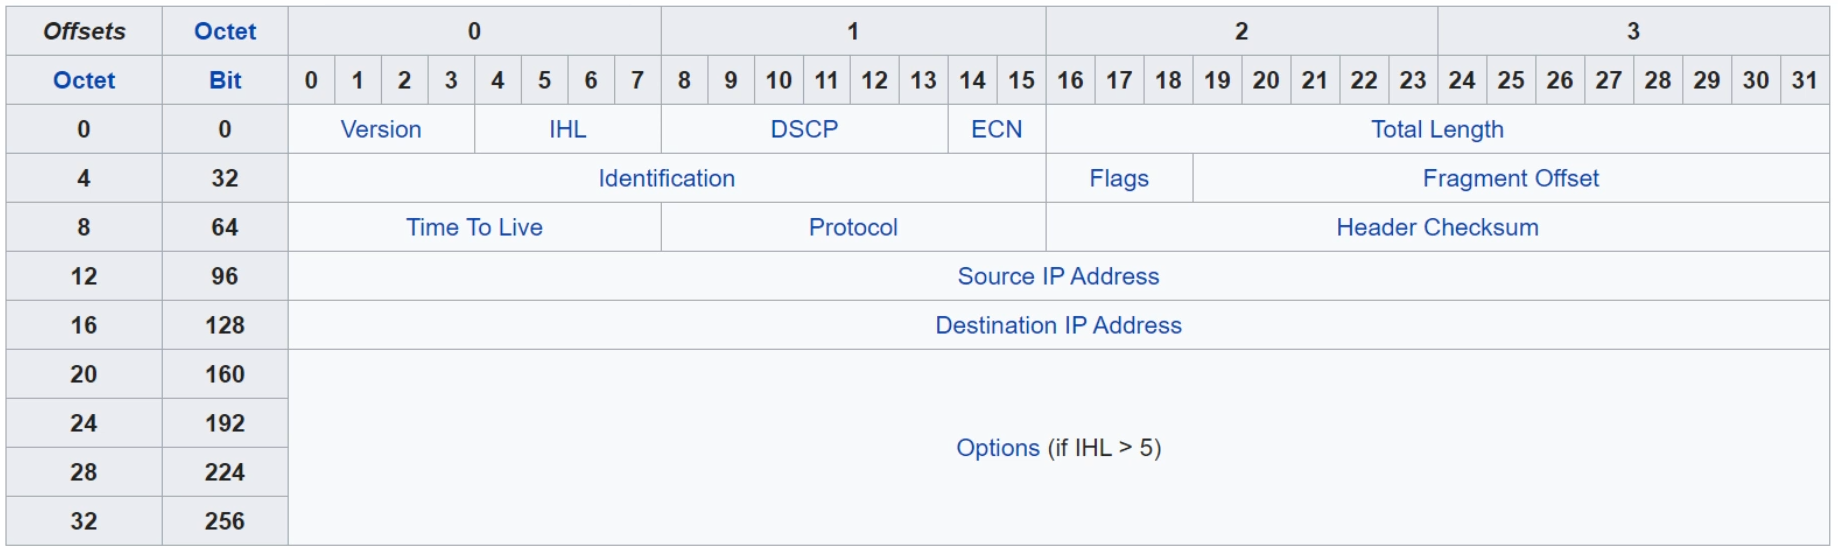 Offsets Octet 0 1 2 3
Octet Bit 0 1 2 3 4 5 6 7 8 9 10 11 12 13 14 15 16 17 18 19 20 21 22 23 24 25 26 27 28 29 30 31
0 0 Version IHL DSCP ECN Total Length
4 32 Identification Flags Fragment Offset
8 64 Time To Live Protocol Header Checksum
12 96 Source IP Address
16 128 Destination IP Address
20 160
24 192
Options (if IHL > 5)
28 224
32 256